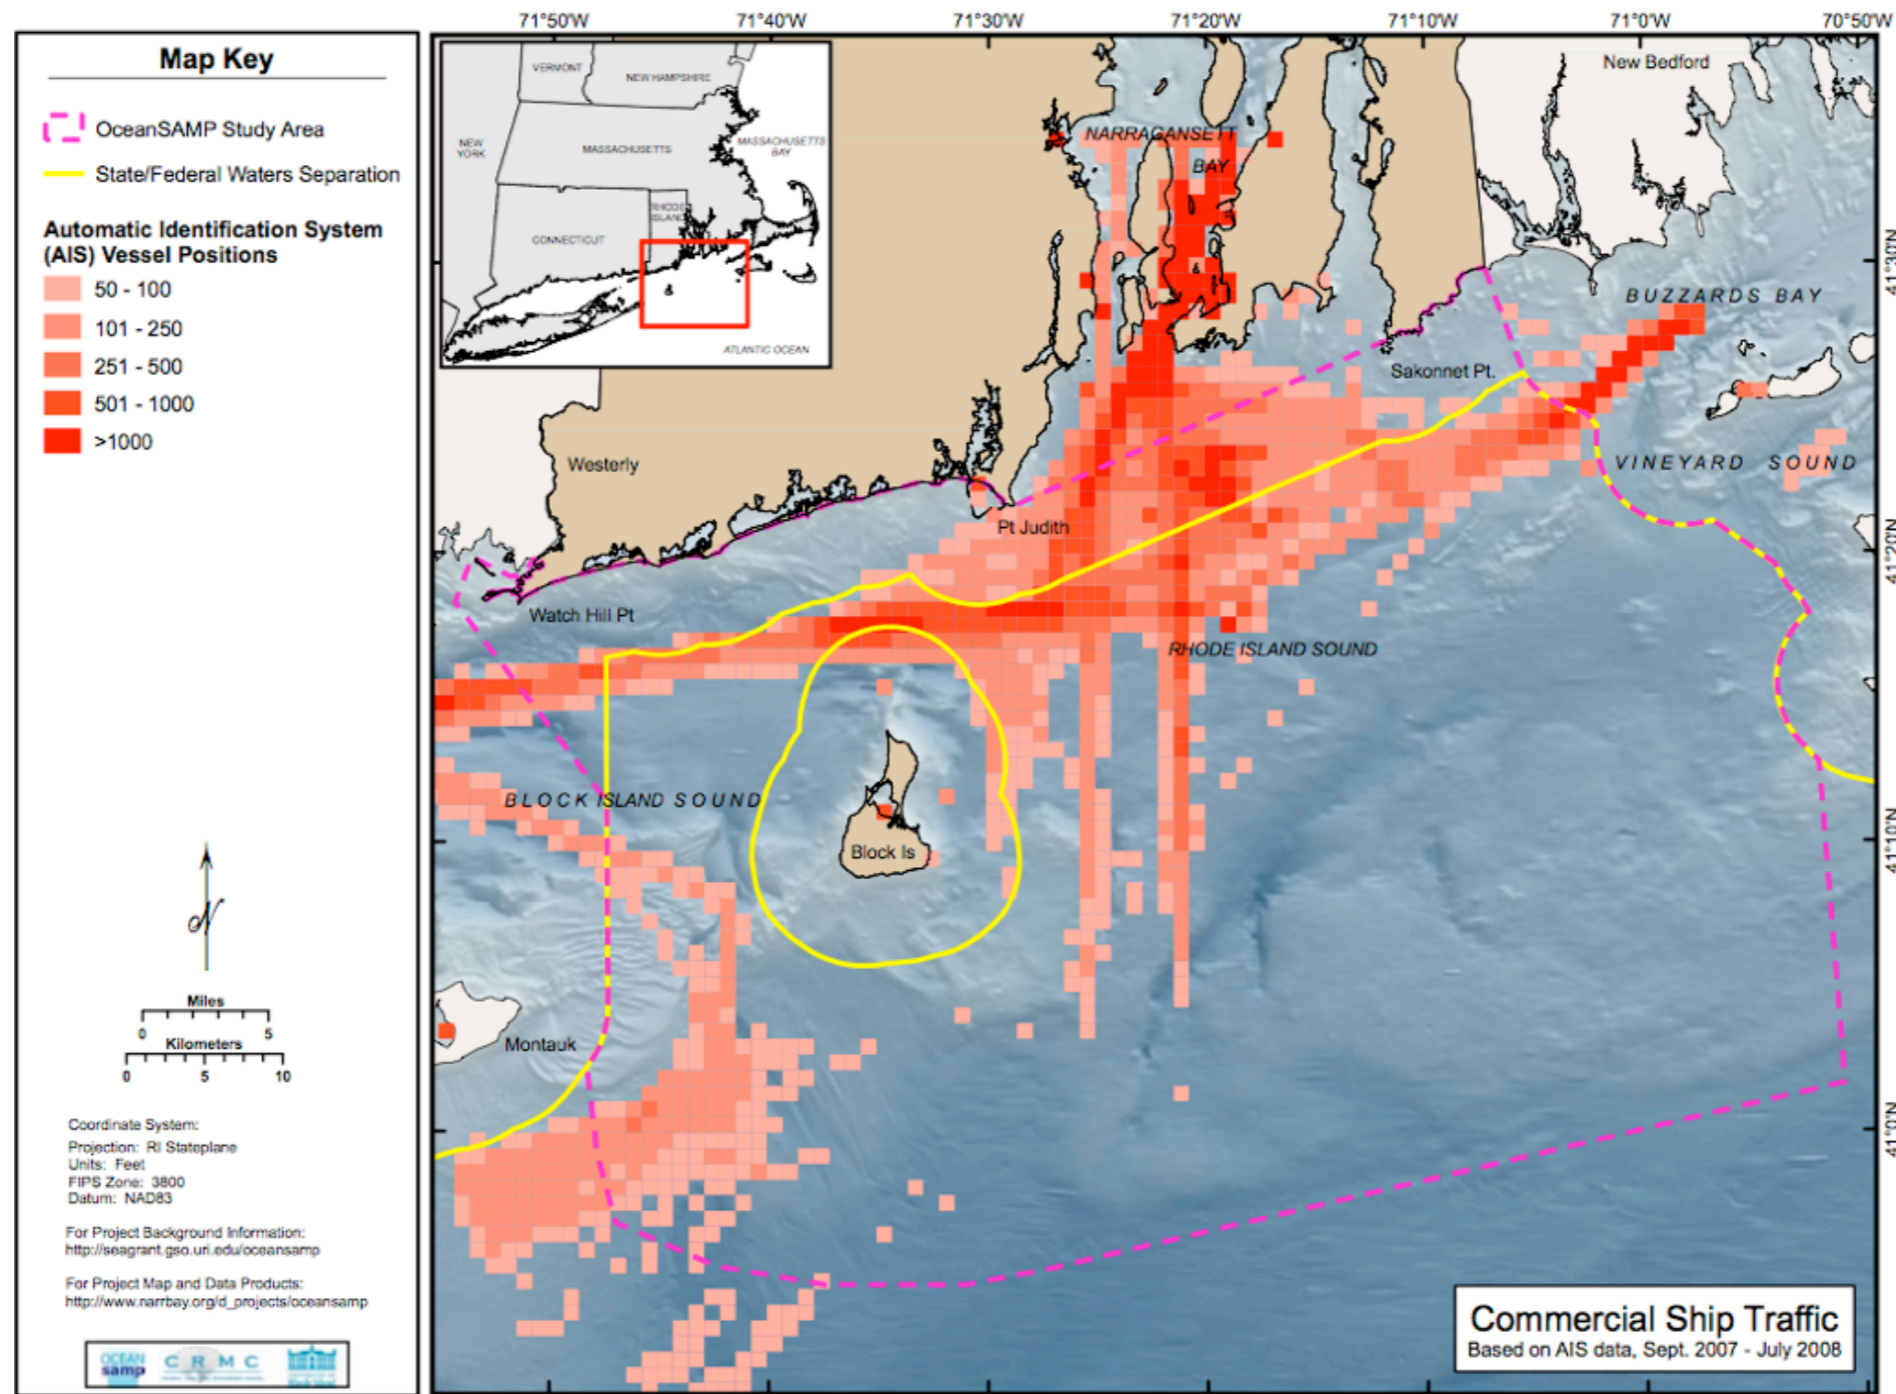 Map Key
OceanSAMP Study Area
State/Federal Waters Separation
Automatic Identification System
(AIS) Vessel Positions
50 - 100
101 - 250
251 - 500
501 - 1000
>1000
N
Miles
0 5
Kilometers
0 5 10
Coordinate System:
Projection: RI Stateplane
Units: Feet
FIPS Zone: 3800
Datum: NAD83
For Project Background Information:
http://seagrant.gso.uri.edu/oceansamp
For Project Map and Data Products:
http://www.narrbay.org/d_projects/oceansamp
OCEAN
samp
C R M C
71°50'W 71°40'W 71°30'W 71°20'W 71°10'W 71°0'W 70°50'W
VERMONT
NEW HAMPSHIRE
NEW
YORK
MASSACHUSETTS
MASSACHUSETTS
BAY
RHODE
ISLAND
CONNECTICUT
ATLANTIC OCEAN
New Bedford
NARRAGANSETT
BAY
41°30'N
BUZZARDS BAY
Sakonnet Pt.
Westerly
VINEYARD SOUND
Pt Judith
41°20'N
Watch Hill Pt
RHODE ISLAND SOUND
BLOCK ISLAND SOUND
Block Is
41°10'N
Montauk
41°0'N
Commercial Ship Traffic
Based on AIS data, Sept. 2007 - July 2008